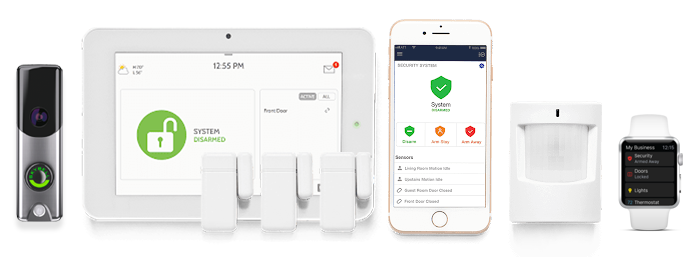 12:55 PM
1
ACTIVE ALL
Front Door
SYSTEM
DISARMED
SECURITY SYSTEM
System
DISARMED
Disarm Arm Stay Arm Away
Sensors
Living Room Motion Idle
Upstairs Motion Idle
Guest Room Door Closed
Front Door Closed
My Business 12:15
Security
Armed Away
Doors
Locked
Lights
Thermostat